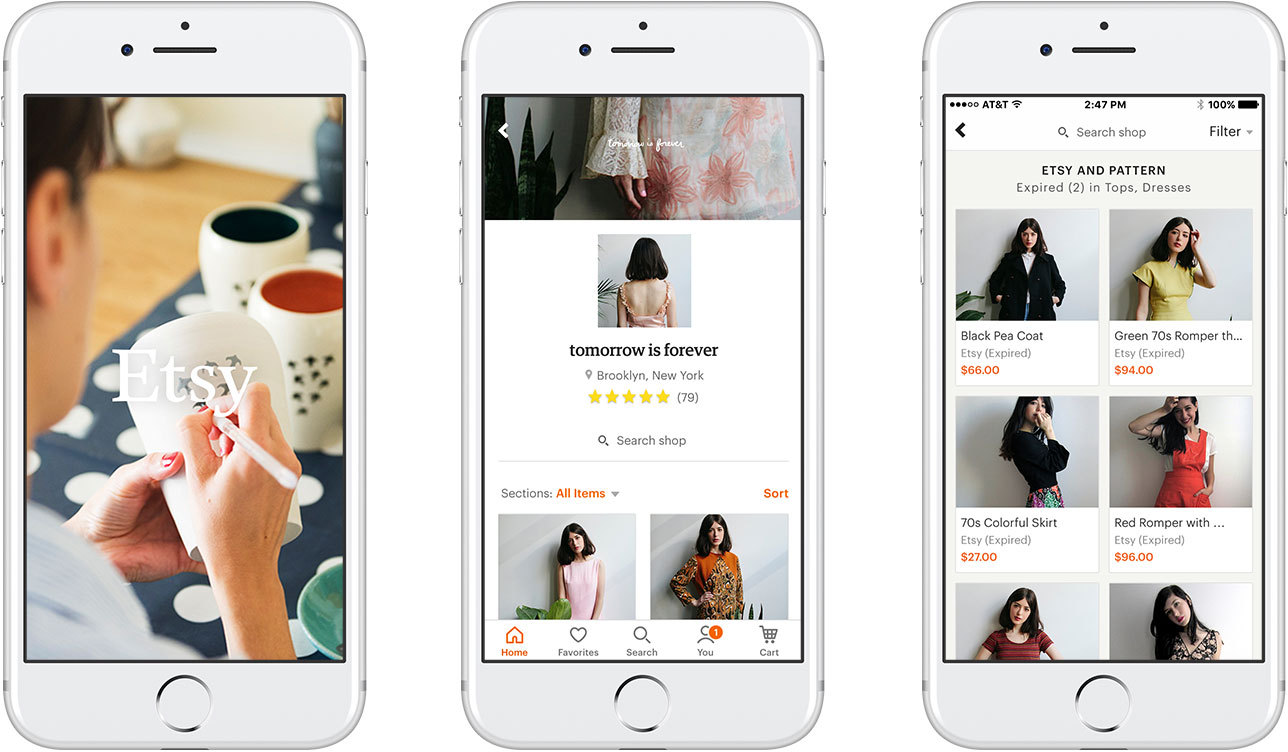 Etsy
tomorrow is forever
tomorrow is forever
Brooklyn, New York
(79)
Search shop
Sections: All Items
Sort
Home
Favorites
Search
1
You
Cart
AT&T
2:47 PM
100%
Search shop
Filter
ETSY AND PATTERN
Expired (2) in Tops, Dresses
Black Pea Coat
Etsy (Expired)
$66.00
Green 70s Romper th...
Etsy (Expired)
$94.00
70s Colorful Skirt
Etsy (Expired)
$27.00
Red Romper with ...
Etsy (Expired)
$96.00